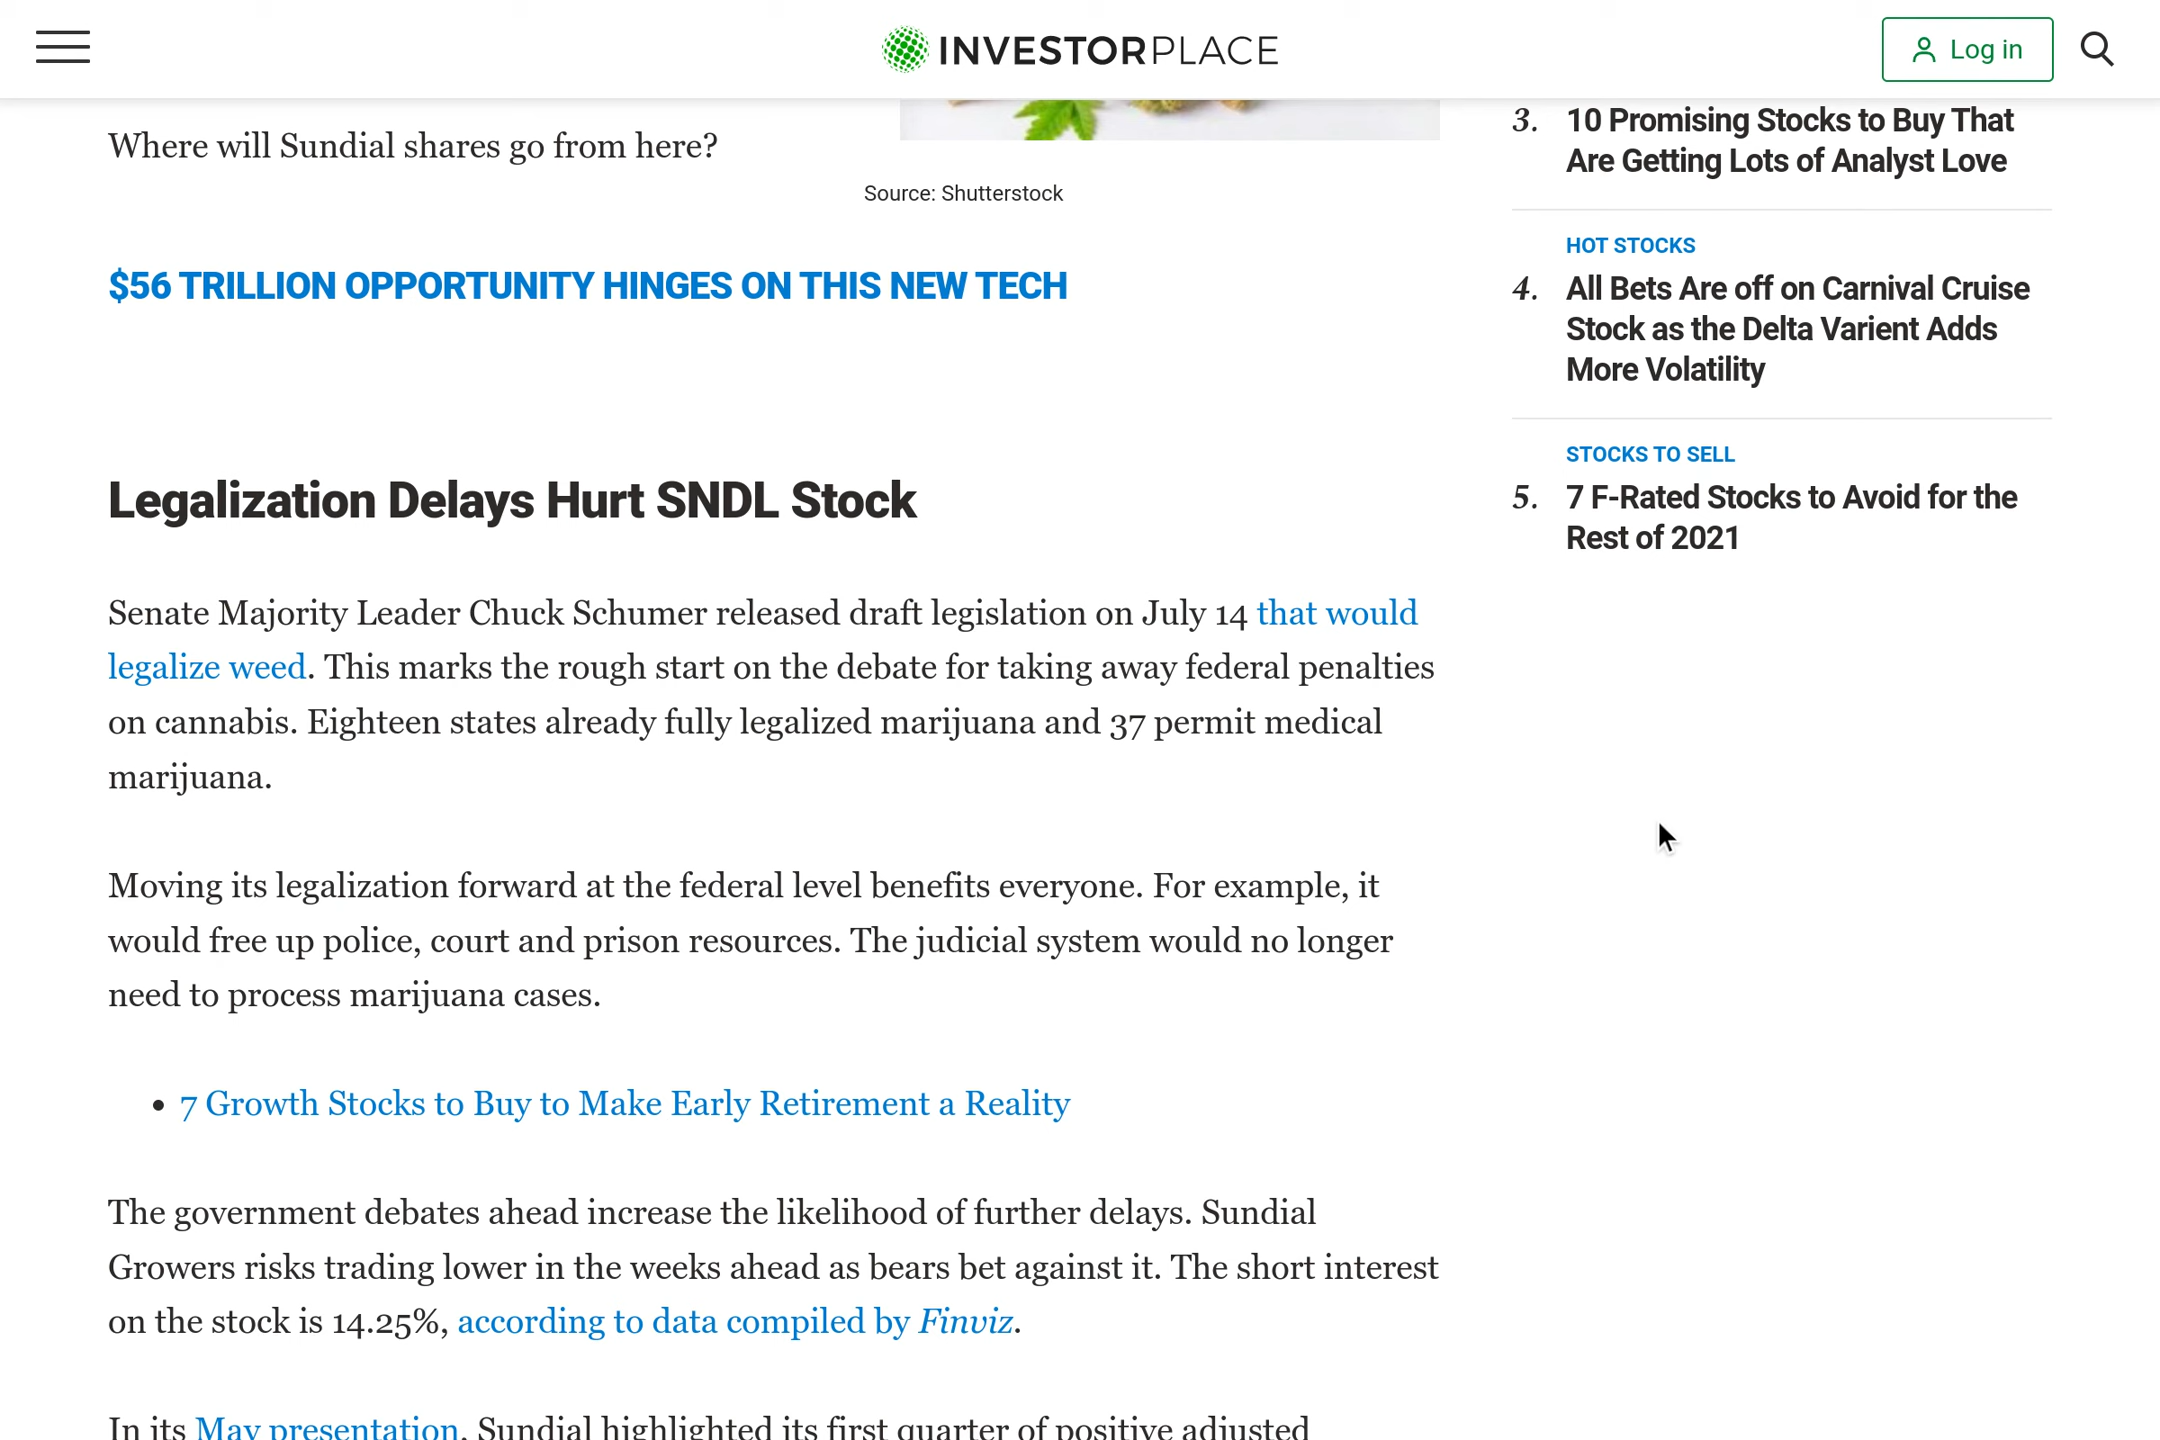 INVESTORPLACE
Log in
Where will Sundial shares go from here?
Source: Shutterstock
$56 TRILLION OPPORTUNITY HINGES ON THIS NEW TECH
Legalization Delays Hurt SNDL Stock
Senate Majority Leader Chuck Schumer released draft legislation on July 14 that would
legalize weed. This marks the rough start on the debate for taking away federal penalties
on cannabis. Eighteen states already fully legalized marijuana and 37 permit medical
marijuana.
Moving its legalization forward at the federal level benefits everyone. For example, it
would free up police, court and prison resources. The judicial system would no longer
need to process marijuana cases.
• 7 Growth Stocks to Buy to Make Early Retirement a Reality
The government debates ahead increase the likelihood of further delays. Sundial
Growers risks trading lower in the weeks ahead as bears bet against it. The short interest
on the stock is 14.25%, according to data compiled by Finviz.
In its May presentation, Sundial highlighted its first quarter of positive adjusted
3. 10 Promising Stocks to Buy That
Are Getting Lots of Analyst Love
HOT STOCKS
4. All Bets Are off on Carnival Cruise
Stock as the Delta Varient Adds
More Volatility
STOCKS TO SELL
5. 7 F-Rated Stocks to Avoid for the
Rest of 2021